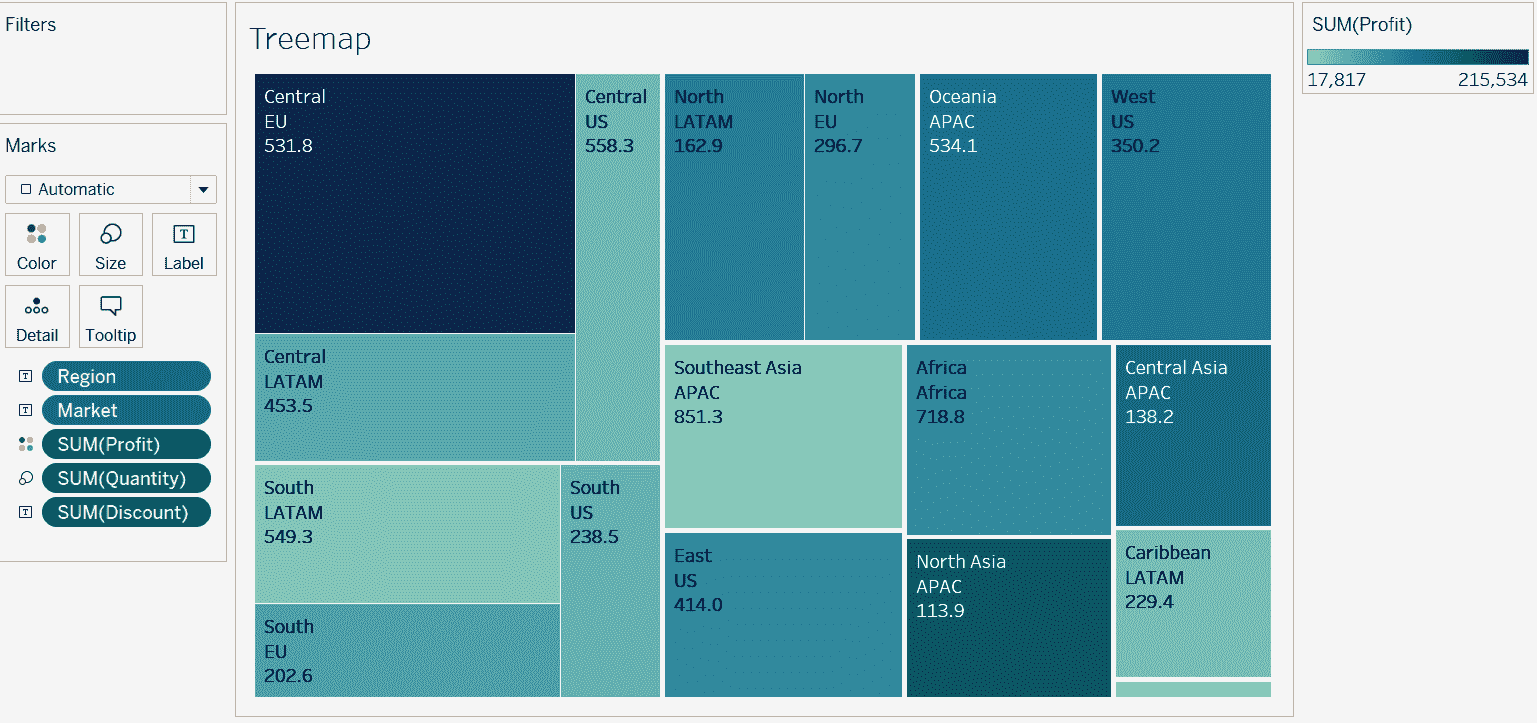 Filters
Marks
Automatic
Color
Size
Label
Detail
Tooltip
Region
Market
SUM(Profit)
SUM(Quantity)
SUM(Discount)
Treemap
Central
EU
531.8
Central
US
558.3
Central
LATAM
453.5
South
LATAM
549.3
South
US
238.5
South
EU
202.6
North
LATAM
162.9
North
EU
296.7
Oceania
APAC
534.1
West
US
350.2
Southeast Asia
APAC
851.3
Africa
Africa
718.8
Central Asia
APAC
138.2
East
US
414.0
North Asia
APAC
113.9
Caribbean
LATAM
229.4
SUM(Profit)
17,817 215,534